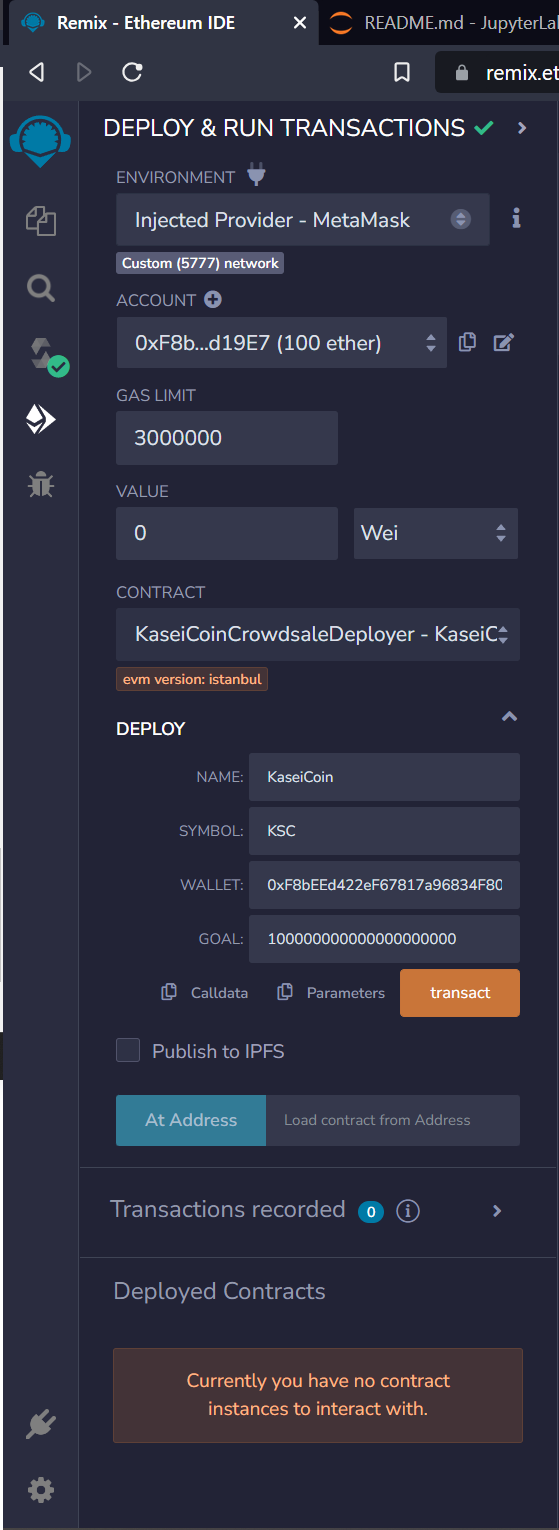 Remix - Ethereum IDE
README.md - JupyterLa
remix.et
DEPLOY & RUN TRANSACTIONS
ENVIRONMENT
Injected Provider - MetaMask
Custom (5777) network
ACCOUNT
0xF8b...d19E7 (100 ether)
GAS LIMIT
3000000
VALUE
0 Wei
CONTRACT
KaseiCoinCrowdsaleDeployer - KaseiC
evm version: istanbul
DEPLOY
NAME: KaseiCoin
SYMBOL: KSC
WALLET: 0xF8bEEd422eF67817a96834F80
GOAL: 100000000000000000000
Calldata Parameters transact
Publish to IPFS
At Address Load contract from Address
Transactions recorded 0
Deployed Contracts
Currently you have no contract
instances to interact with.